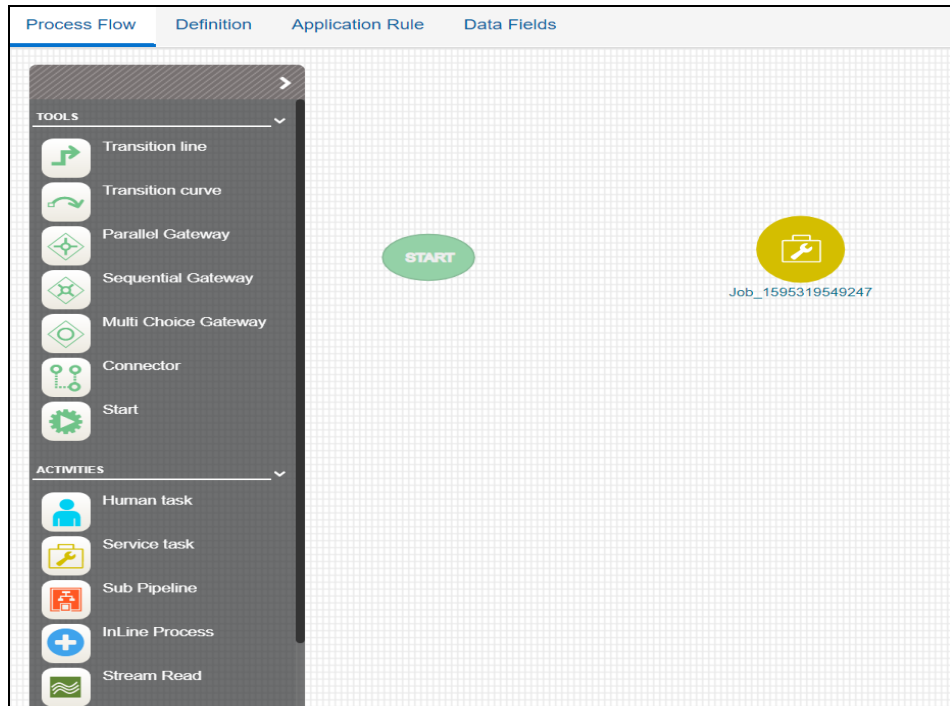 Process Flow Definition Application Rule Data Fields
TOOLS
Transition line
Transition curve
Parallel Gateway
Sequential Gateway
Multi Choice Gateway
Connector
Start
ACTIVITIES
Human task
Service task
Sub Pipeline
InLine Process
Stream Read
START
Job_1595319549247